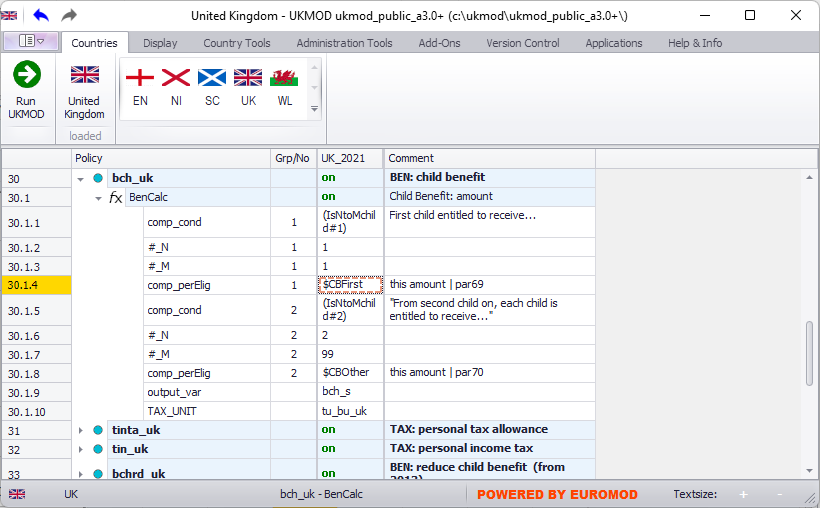 United Kingdom - UKMOD ukmod_public_a3.0+ (c:\ukmod\ukmod_public_a3.0+\)
Countries Display Country Tools Administration Tools Add-Ons Version Control Applications Help & Info
Run UKMOD
United Kingdom
loaded
EN NI SC UK WL
Policy Grp/No UK_2021 Comment
30 bch_uk on BEN: child benefit
30.1 fx BenCalc on Child Benefit: amount
30.1.1 comp_cond 1 (IsNtoMchild#1) First child entitled to receive...
30.1.2 #_N 1 1
30.1.3 #_M 1 1
30.1.4 comp_perElig 1 $CBFirst this amount | par69
30.1.5 comp_cond 2 (IsNtoMchild#2) "From second child on, each child is entitled to receive..."
30.1.6 #_N 2 2
30.1.7 #_M 2 99
30.1.8 comp_perElig 2 $CBOther this amount | par70
30.1.9 output_var bch_s
30.1.10 TAX_UNIT tu_bu_uk
31 tinta_uk on TAX: personal tax allowance
32 tin_uk on TAX: personal income tax
33 bchrd_uk on BEN: reduce child benefit (from
UK bch_uk - BenCalc POWERED BY EUROMOD Textsize: + -